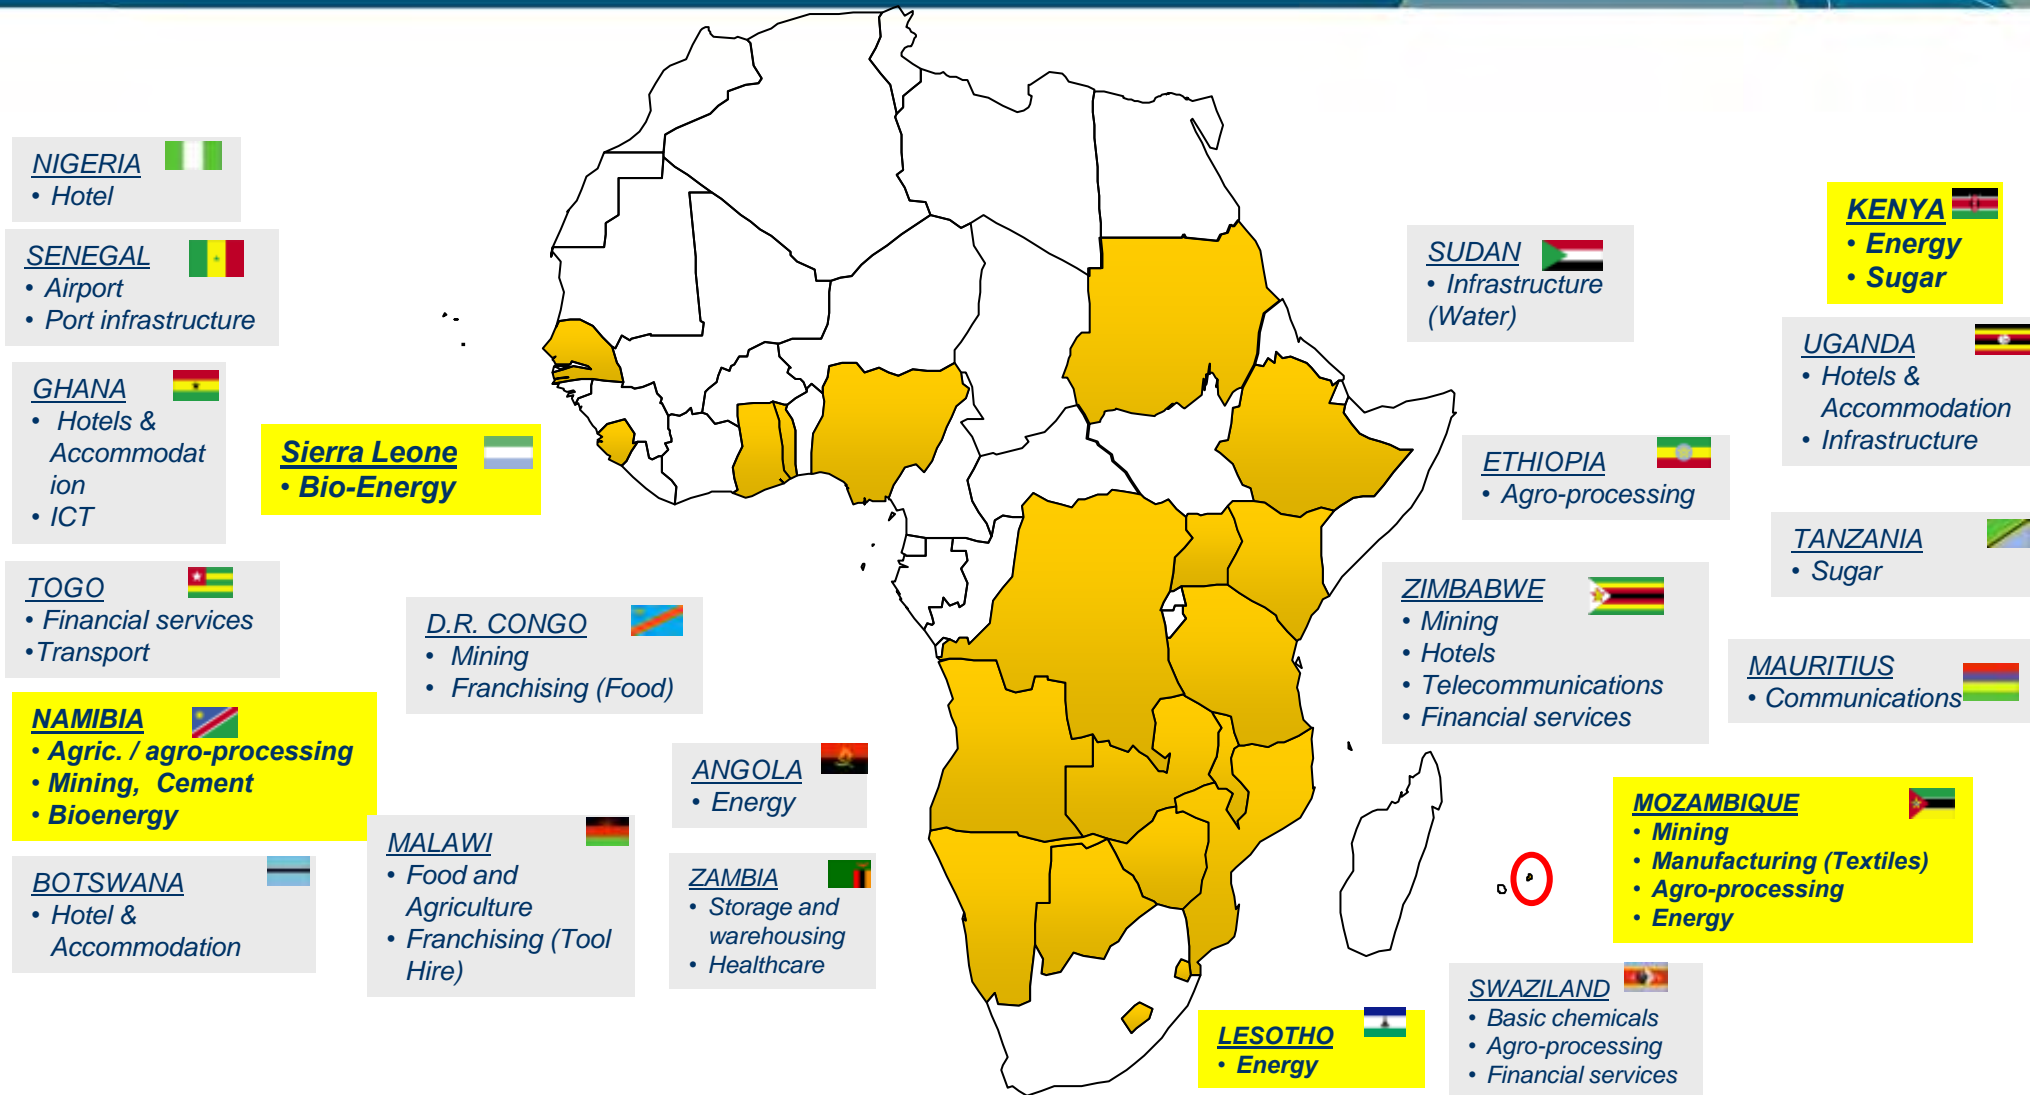 NIGERIA
• Hotel
SENEGAL
• Airport
• Port infrastructure
GHANA
• Hotels &
Accommodat
ion
• ICT
Sierra Leone
• Bio-Energy
TOGO
• Financial services
•Transport
D.R. CONGO
• Mining
• Franchising (Food)
NAMIBIA
• Agric. / agro-processing
• Mining, Cement
• Bioenergy
BOTSWANA
• Hotel &
Accommodation
MALAWI
• Food and
Agriculture
• Franchising (Tool
Hire)
ANGOLA
• Energy
ZAMBIA
• Storage and
warehousing
• Healthcare
SUDAN
• Infrastructure
(Water)
KENYA
• Energy
• Sugar
UGANDA
• Hotels &
Accommodation
• Infrastructure
ETHIOPIA
• Agro-processing
TANZANIA
• Sugar
ZIMBABWE
• Mining
• Hotels
• Telecommunications
• Financial services
MAURITIUS
• Communications
MOZAMBIQUE
• Mining
• Manufacturing (Textiles)
• Agro-processing
• Energy
LESOTHO
• Energy
SWAZILAND
• Basic chemicals
• Agro-processing
• Financial services